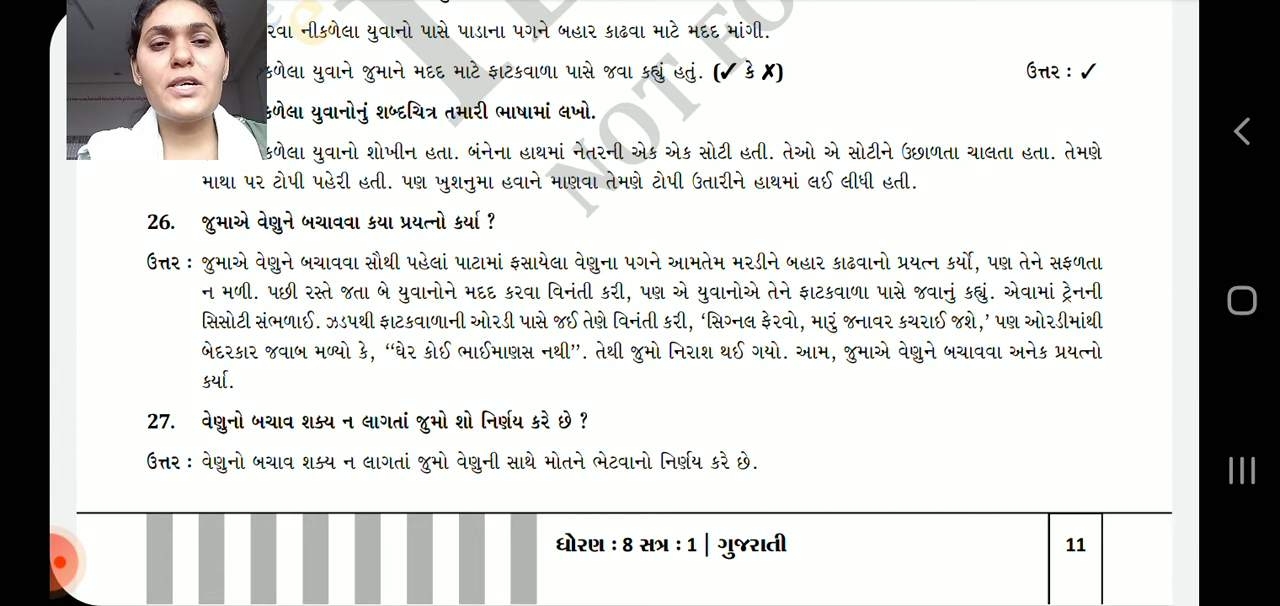 કરવા નીકળેલા યુવાનો પાસે પાડાના પગને બહાર કાઢવા માટે મદદ માંગી.
કળેલા યુવાને જુમાને મદદ માટે ફાટકવાળા પાસે જવા કહ્યું હતું. (✓ કે ✗) ઉત્તર : ✓
કળેલા યુવાનોનું શબ્દચિત્ર તમારી ભાષામાં લખો.
કળેલા યુવાનો શોખીન હતા. બંનેના હાથમાં નેતરની એક એક સોટી હતી. તેઓ એ સોટીને ઉછાળતા ચાલતા હતા. તેમણે
માથા પર ટોપી પહેરી હતી. પણ ખુશનુમા હવાને માણવા તેમણે ટોપી ઉતારીને હાથમાં લઈ લીધી હતી.
26. જુમાએ વેણુને બચાવવા કયા પ્રયત્નો કર્યા ?
ઉત્તર : જુમાએ વેણુને બચાવવા સૌથી પહેલાં પાટામાં ફસાયેલા વેણુના પગને આમતેમ મરડીને બહાર કાઢવાનો પ્રયત્ન કર્યો, પણ તેને સફળતા
ન મળી. પછી રસ્તે જતા બે યુવાનોને મદદ કરવા વિનંતી કરી, પણ એ યુવાનોએ તેને ફાટકવાળા પાસે જવાનું કહ્યું. એવામાં ટ્રેનની
સિસોટી સંભળાઈ. ઝડપથી ફાટકવાળાની ઓરડી પાસે જઈ તેણે વિનંતી કરી, ‘સિગ્નલ ફેરવો, મારું જનાવર કચરાઈ જશે,’ પણ ઓરડીમાંથી
બેદરકાર જવાબ મળ્યો કે, “ઘેર કોઈ ભાઈમાણસ નથી”. તેથી જુમો નિરાશ થઈ ગયો. આમ, જુમાએ વેણુને બચાવવા અનેક પ્રયત્નો
કર્યા.
27. વેણુનો બચાવ શક્ય ન લાગતાં જુમો શો નિર્ણય કરે છે ?
ઉત્તર : વેણુનો બચાવ શક્ય ન લાગતાં જુમો વેણુની સાથે મોતને ભેટવાનો નિર્ણય કરે છે.
ધોરણ : 8 સત્ર : 1 | ગુજરાતી 11
NOT FO